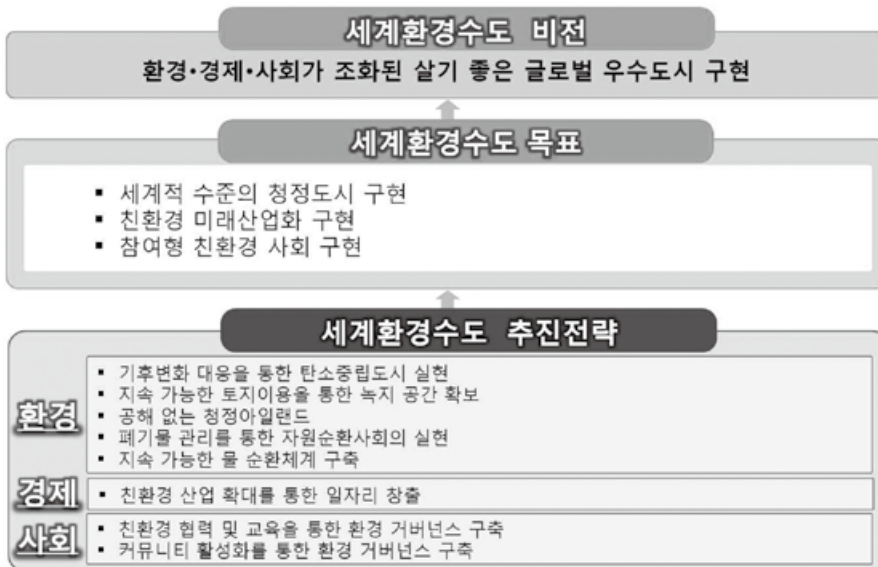 세계환경수도 비전
환경·경제·사회가 조화된 살기 좋은 글로벌 우수도시 구현
세계환경수도 목표
▪ 세계적 수준의 청정도시 구현
▪ 친환경 미래산업화 구현
▪ 참여형 친환경 사회 구현
세계환경수도 추진전략
환경
▪ 기후변화 대응을 통한 탄소중립도시 실현
▪ 지속 가능한 토지이용을 통한 녹지 공간 확보
▪ 공해 없는 청정아일랜드
▪ 폐기물 관리를 통한 자원순환사회의 실현
▪ 지속 가능한 물 순환체계 구축
경제
▪ 친환경 산업 확대를 통한 일자리 창출
사회
▪ 친환경 협력 및 교육을 통한 환경 거버넌스 구축
▪ 커뮤니티 활성화를 통한 환경 거버넌스 구축